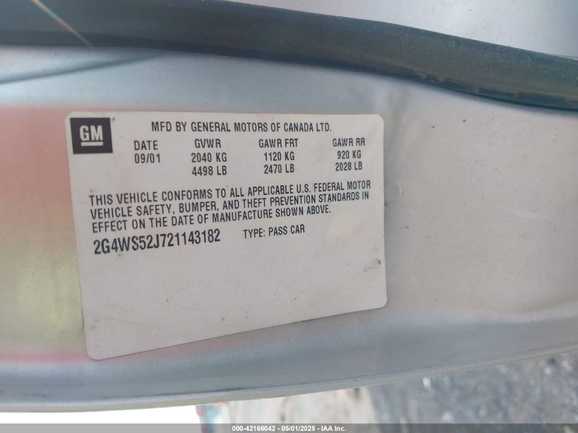 GM
MFD BY GENERAL MOTORS OF CANADA LTD.
DATE GVWR GAWR FRT GAWR RR
09/01 2040 KG 1120 KG 920 KG
4498 LB 2470 LB 2028 LB
THIS VEHICLE CONFORMS TO ALL APPLICABLE U.S. FEDERAL MOTOR
VEHICLE SAFETY, BUMPER, AND THEFT PREVENTION STANDARDS IN
EFFECT ON THE DATE OF MANUFACTURE SHOWN ABOVE.
2G4WS52J721143182 TYPE: PASS CAR
000-42166042 - 05/01/2025 - IAA Inc.